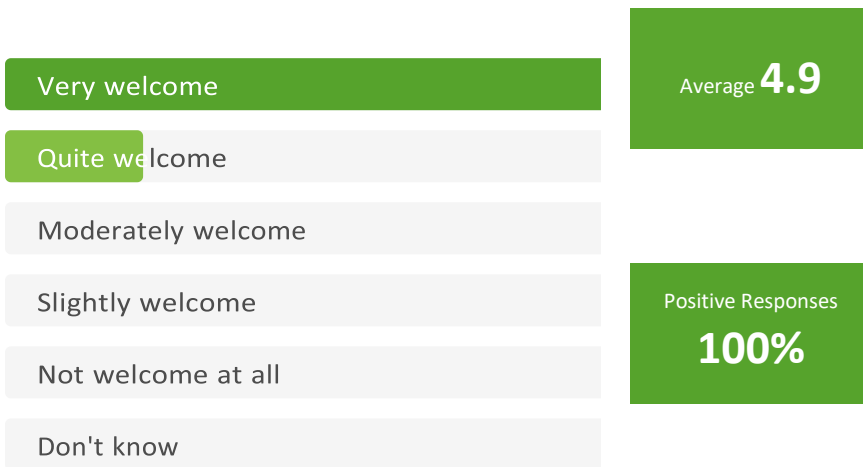 Very welcome
Quite welcome
Moderately welcome
Slightly welcome
Not welcome at all
Don't know
Average 4.9
Positive Responses
100%